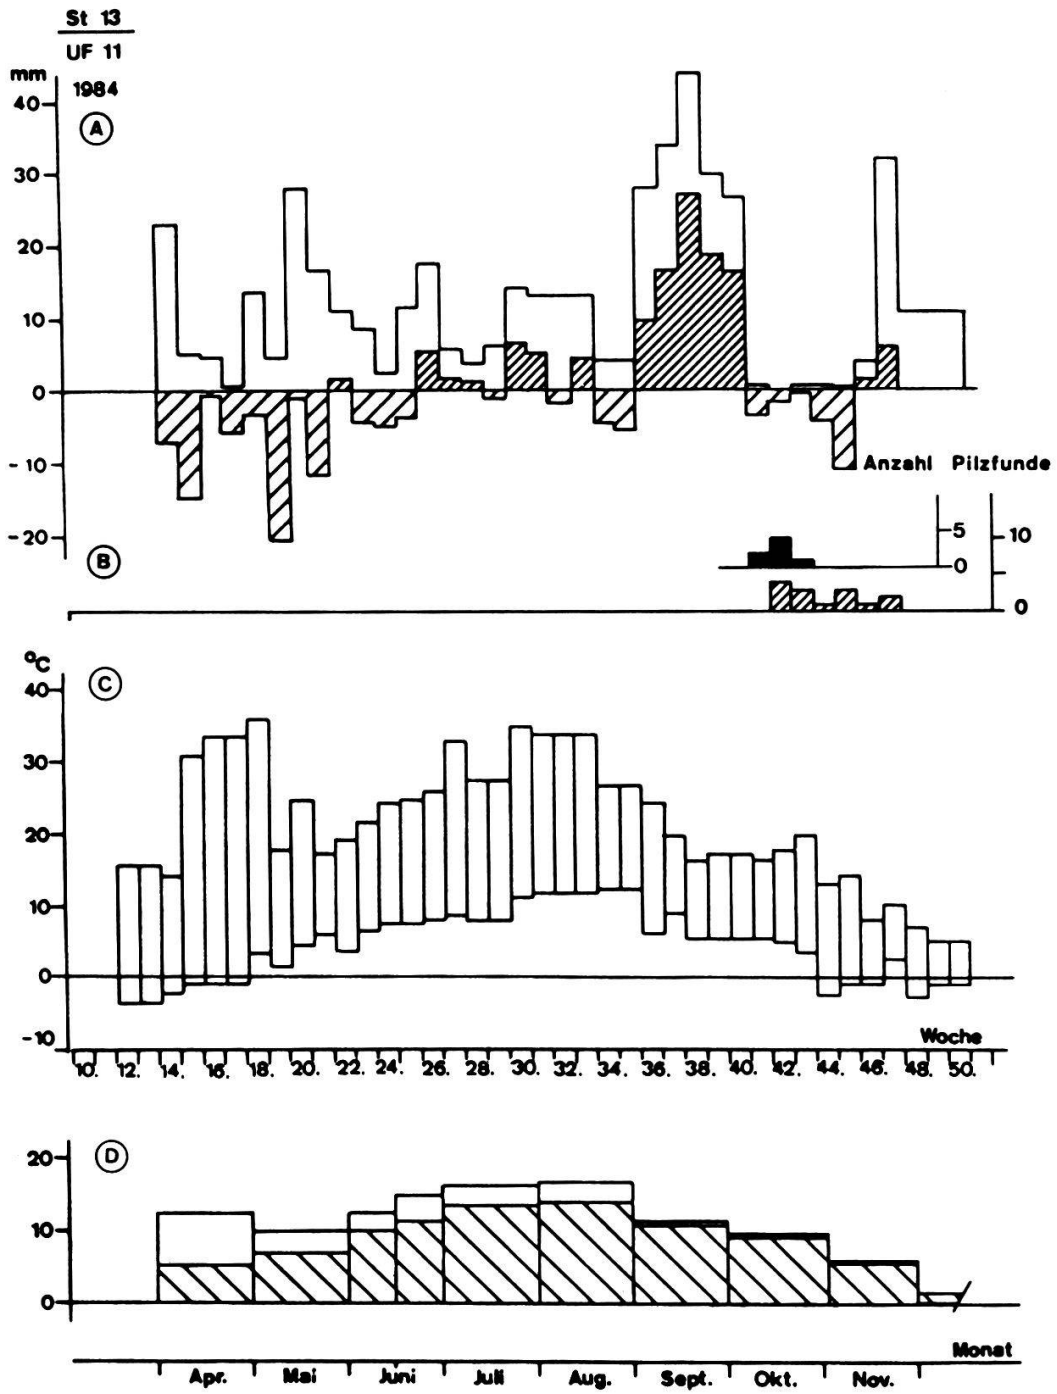 St 13
UF 11
1984
mm
A
40
30
20
10
0
-10
-20
Anzahl Pilzfunde
5
0
10
0
B
°C
C
40
30
20
10
0
-10
Woche
10. 12. 14. 16. 18. 20. 22. 24. 26. 28. 30. 32. 34. 36. 38. 40. 42. 44. 46. 48. 50.
D
20
10
0
Monat
Apr. Mai Juni Juli Aug. Sept. Okt. Nov.